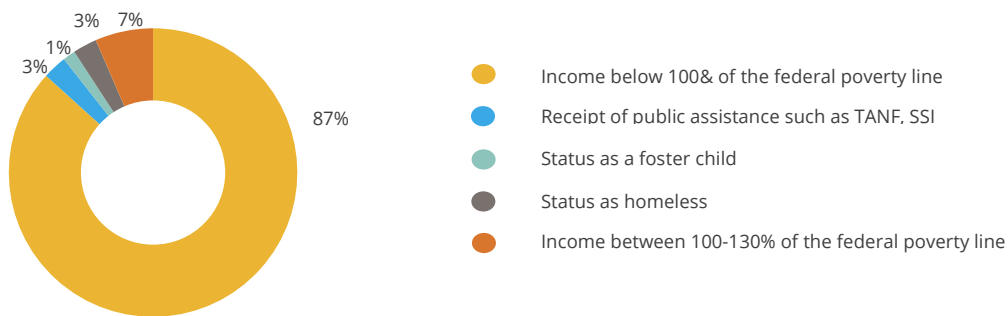 3%
7%
1%
3%
87%
Income below 100& of the federal poverty line
Receipt of public assistance such as TANF, SSI
Status as a foster child
Status as homeless
Income between 100-130% of the federal poverty line